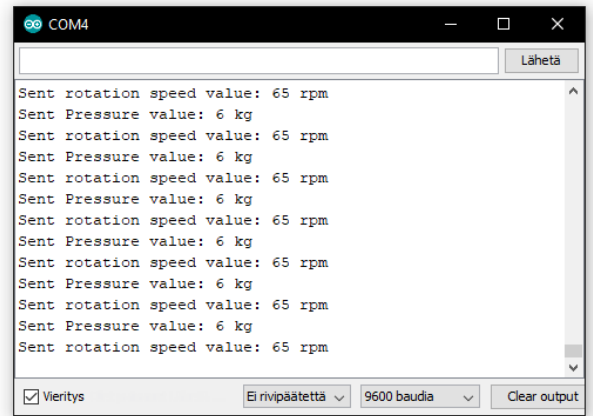 COM4
Lähetä
Sent rotation speed value: 65 rpm
Sent Pressure value: 6 kg
Sent rotation speed value: 65 rpm
Sent Pressure value: 6 kg
Sent rotation speed value: 65 rpm
Sent Pressure value: 6 kg
Sent rotation speed value: 65 rpm
Sent Pressure value: 6 kg
Sent rotation speed value: 65 rpm
Sent Pressure value: 6 kg
Sent rotation speed value: 65 rpm
Sent Pressure value: 6 kg
Sent rotation speed value: 65 rpm
Vieritys Ei rivipäätettä 9600 baudia Clear output